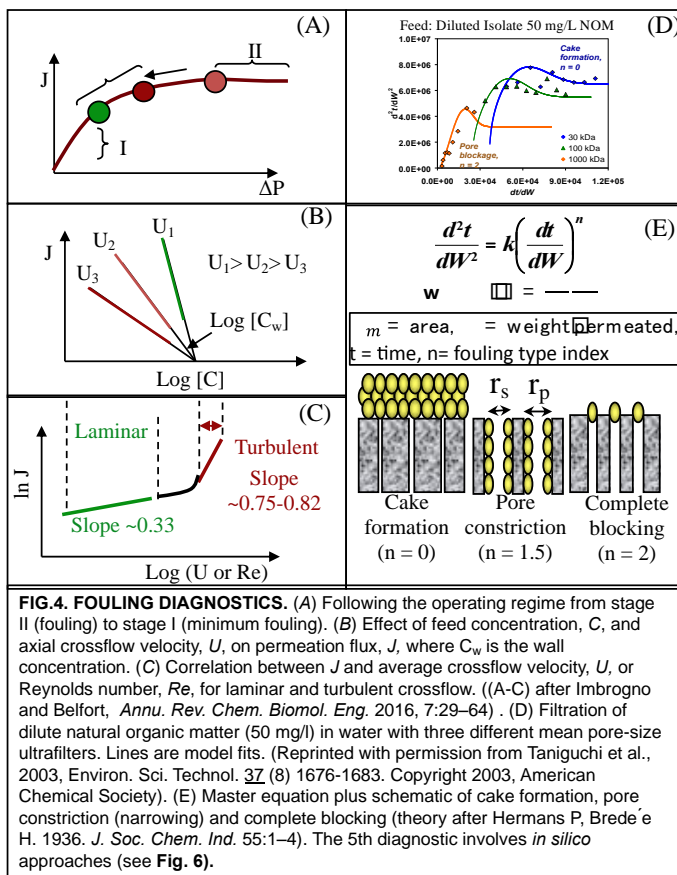 (A)
J
II
I
ΔP
(B)
J
U₁
U₂
U₃
U₁> U₂> U₃
Log [C_w]
Log [C]
(C)
Laminar
Turbulent
Slope
~0.75-0.82
Slope ~0.33
ln J
Log (U or Re)
Feed: Diluted Isolate 50 mg/L NOM
(D)
1.0E+07
8.0E+06
6.0E+06
4.0E+06
2.0E+06
0.0E+00
d²t/dW²
Cake
formation,
n = 0
Pore
blockage,
n = 2
30 kDa
100 kDa
1000 kDa
0.0E+00 3.0E+04 6.0E+04 9.0E+04 1.2E+05
dt/dW
(E)
d²t/dW² = k(dt/dW)ⁿ
w = — —
m = area, = weight permeated,
t = time, n= fouling type index
r_s r_p
Cake
formation
(n = 0)
Pore
constriction
(n = 1.5)
Complete
blocking
(n = 2)
FIG.4. FOULING DIAGNOSTICS. (A) Following the operating regime from stage
II (fouling) to stage I (minimum fouling). (B) Effect of feed concentration, C, and
axial crossflow velocity, U, on permeation flux, J, where C_w is the wall
concentration. (C) Correlation between J and average crossflow velocity, U, or
Reynolds number, Re, for laminar and turbulent crossflow. ((A-C) after Imbrogno
and Belfort, Annu. Rev. Chem. Biomol. Eng. 2016, 7:29–64) . (D) Filtration of
dilute natural organic matter (50 mg/l) in water with three different mean pore-size
ultrafilters. Lines are model fits. (Reprinted with permission from Taniguchi et al.,
2003, Environ. Sci. Technol. 37 (8) 1676-1683. Copyright 2003, American
Chemical Society). (E) Master equation plus schematic of cake formation, pore
constriction (narrowing) and complete blocking (theory after Hermans P, Brede´e
H. 1936. J. Soc. Chem. Ind. 55:1–4). The 5th diagnostic involves in silico
approaches (see Fig. 6).